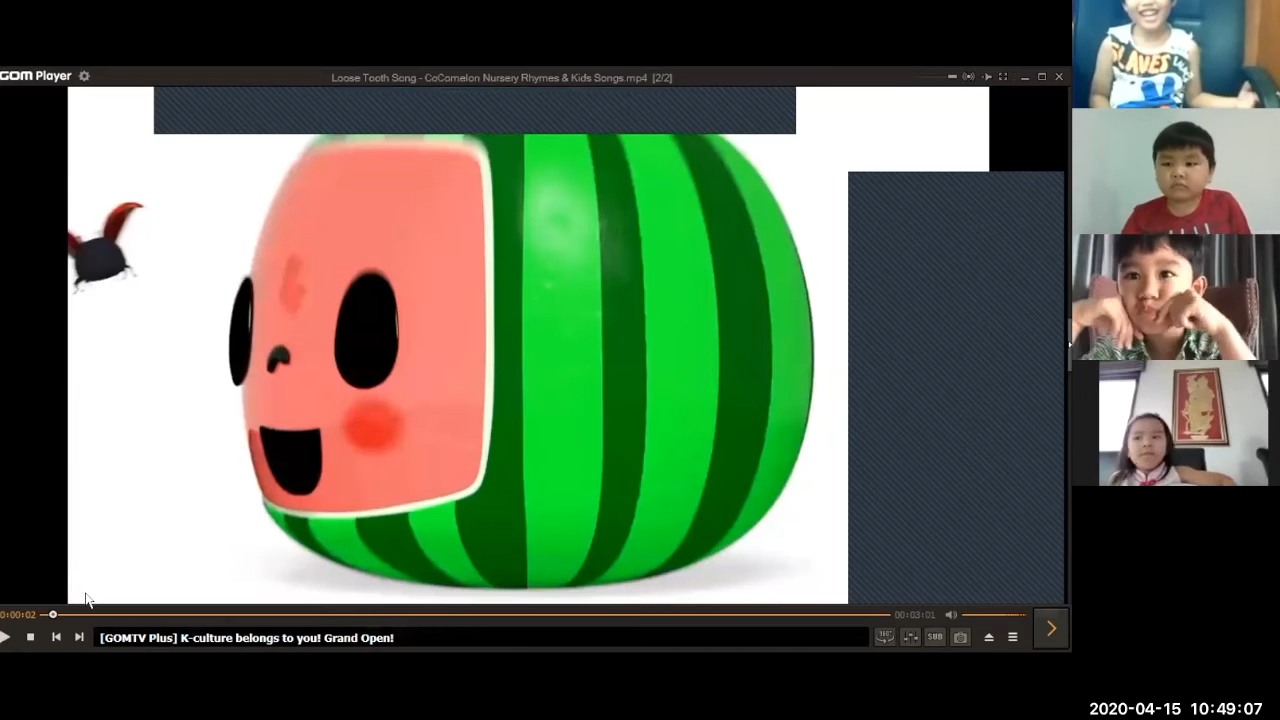 GOM Player
Loose Tooth Song - CoComelon Nursery Rhymes & Kids Songs.mp4 [2/2]
SLAVES
0:00:02
00:03:01
[GOMTV Plus] K-culture belongs to you! Grand Open!
360°
SUB
2020-04-15 10:49:07